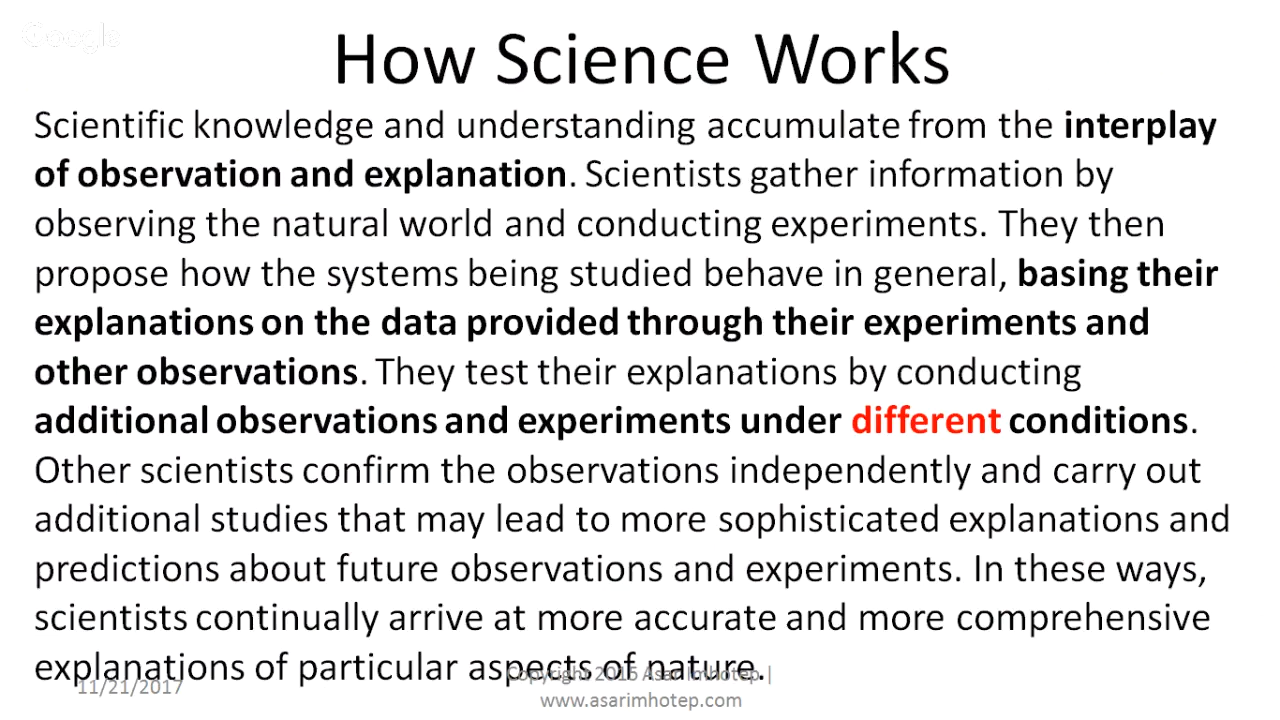 Google
How Science Works
Scientific knowledge and understanding accumulate from the interplay
of observation and explanation. Scientists gather information by
observing the natural world and conducting experiments. They then
propose how the systems being studied behave in general, basing their
explanations on the data provided through their experiments and
other observations. They test their explanations by conducting
additional observations and experiments under different conditions.
Other scientists confirm the observations independently and carry out
additional studies that may lead to more sophisticated explanations and
predictions about future observations and experiments. In these ways,
scientists continually arrive at more accurate and more comprehensive
explanations of particular aspects of nature.
11/21/2017
Copyright Asar Imhotep |
www.asarimhotep.com